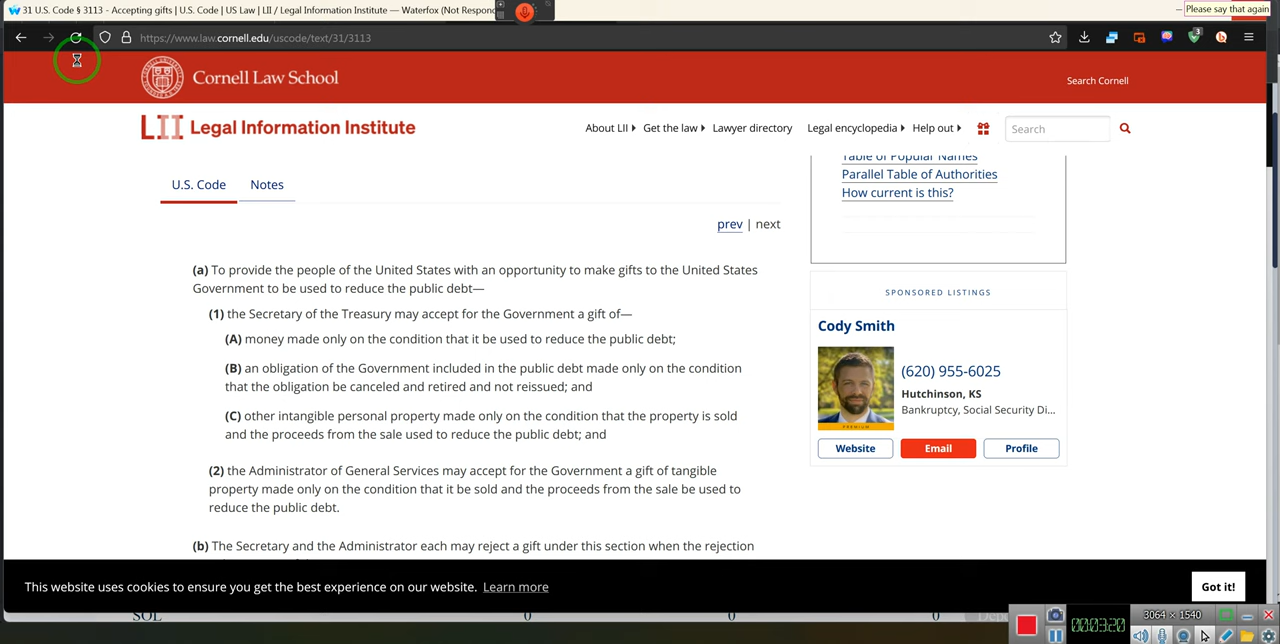 31 U.S. Code § 3113 - Accepting gifts | U.S. Code | US Law | LII / Legal Information Institute — Waterfox (Not Respon
Please say that again
https://www.law.cornell.edu/uscode/text/31/3113
3
Cornell Law School
Search Cornell
LII Legal Information Institute
About LII Get the law Lawyer directory Legal encyclopedia Help out
Search
Table of Popular Names
Parallel Table of Authorities
How current is this?
U.S. Code Notes
prev | next
(a) To provide the people of the United States with an opportunity to make gifts to the United States
Government to be used to reduce the public debt—
(1) the Secretary of the Treasury may accept for the Government a gift of—
(A) money made only on the condition that it be used to reduce the public debt;
(B) an obligation of the Government included in the public debt made only on the condition
that the obligation be canceled and retired and not reissued; and
(C) other intangible personal property made only on the condition that the property is sold
and the proceeds from the sale used to reduce the public debt; and
(2) the Administrator of General Services may accept for the Government a gift of tangible
property made only on the condition that it be sold and the proceeds from the sale be used to
reduce the public debt.
(b) The Secretary and the Administrator each may reject a gift under this section when the rejection
SPONSORED LISTINGS
Cody Smith
PREMIUM
(620) 955-6025
Hutchinson, KS
Bankruptcy, Social Security Di...
Website Email Profile
This website uses cookies to ensure you get the best experience on our website. Learn more
Got it!
SOL 0 0 0
00:03:20
3064 × 1540